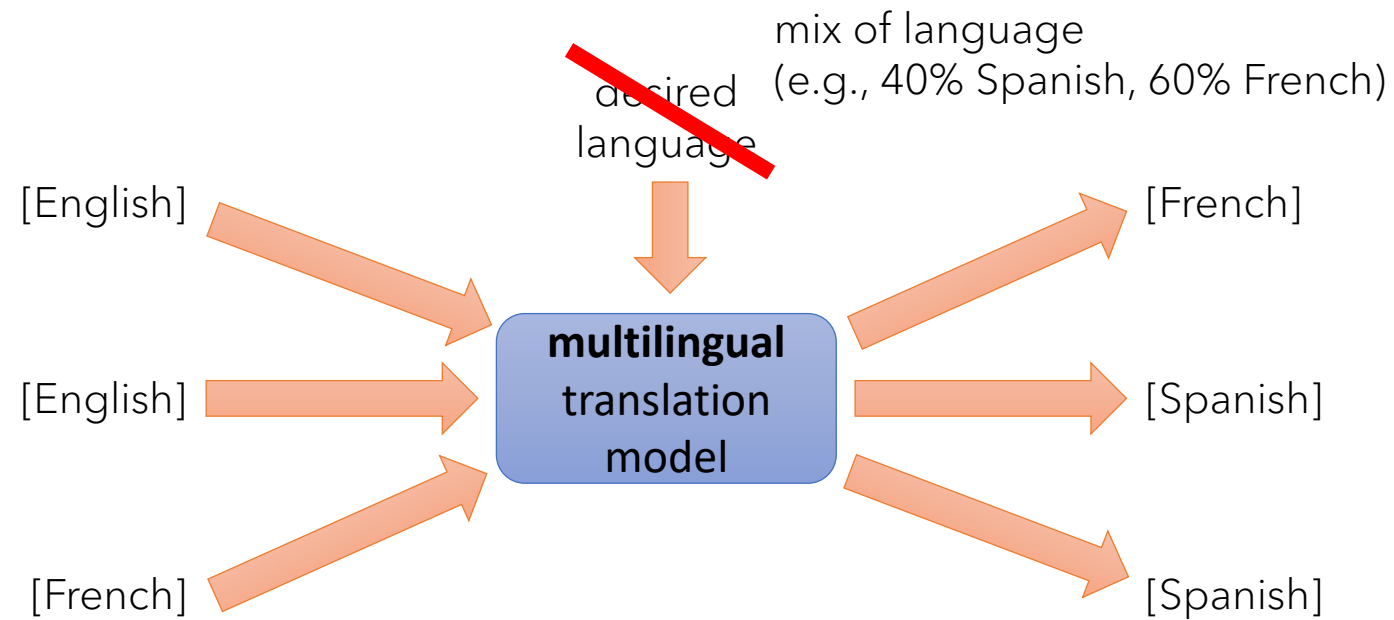 mix of language
(e.g., 40% Spanish, 60% French)
desired
language
[English]
[French]
[English]
multilingual
translation
model
[Spanish]
[French]
[Spanish]